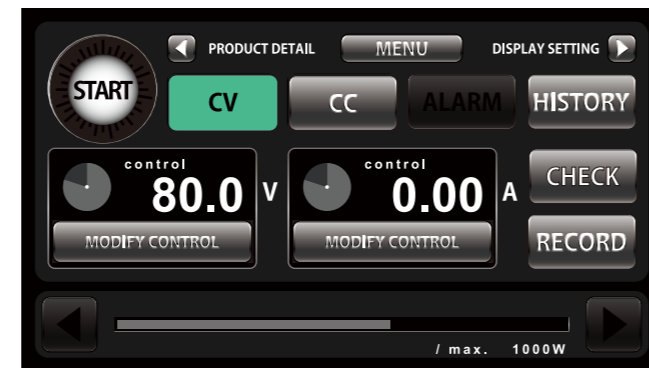 PRODUCT DETAIL MENU DISPLAY SETTING
START CV CC ALARM HISTORY
control control
80.0 V 0.00 A CHECK
MODIFY CONTROL MODIFY CONTROL RECORD
/ max. 1000W